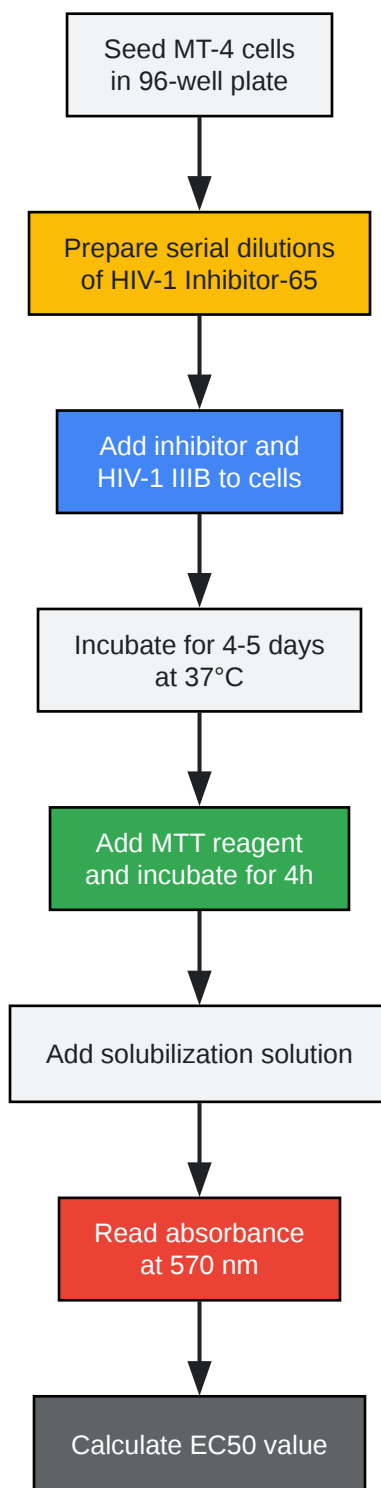 Seed MT-4 cells
in 96-well plate
Prepare serial dilutions
of HIV-1 Inhibitor-65
Add inhibitor and
HIV-1 IIIB to cells
Incubate for 4-5 days
at 37°C
Add MTT reagent
and incubate for 4h
Add solubilization solution
Read absorbance
at 570 nm
Calculate EC50 value